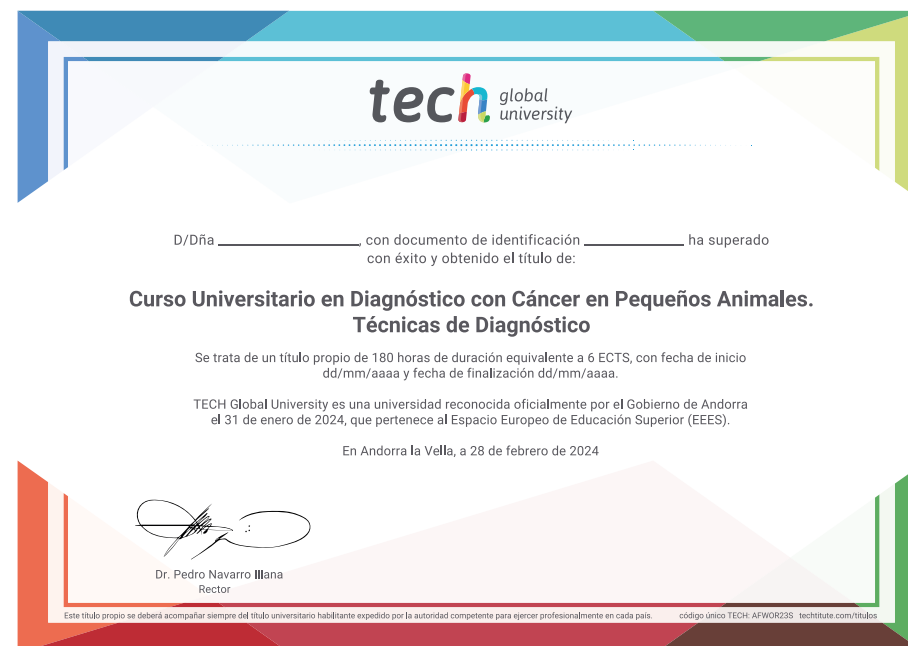 tech global university
D/Dña ______________, con documento de identificación ______________ ha superado
con éxito y obtenido el título de:
Curso Universitario en Diagnóstico con Cáncer en Pequeños Animales.
Técnicas de Diagnóstico
Se trata de un título propio de 180 horas de duración equivalente a 6 ECTS, con fecha de inicio
dd/mm/aaaa y fecha de finalización dd/mm/aaaa.
TECH Global University es una universidad reconocida oficialmente por el Gobierno de Andorra
el 31 de enero de 2024, que pertenece al Espacio Europeo de Educación Superior (EEES).
En Andorra la Vella, a 28 de febrero de 2024
Dr. Pedro Navarro Illana
Rector
Este título propio se deberá acompañar siempre del título universitario habilitante expedido por la autoridad competente para ejercer profesionalmente en cada país. código único TECH: AFWOR23S techtitute.com/titulos